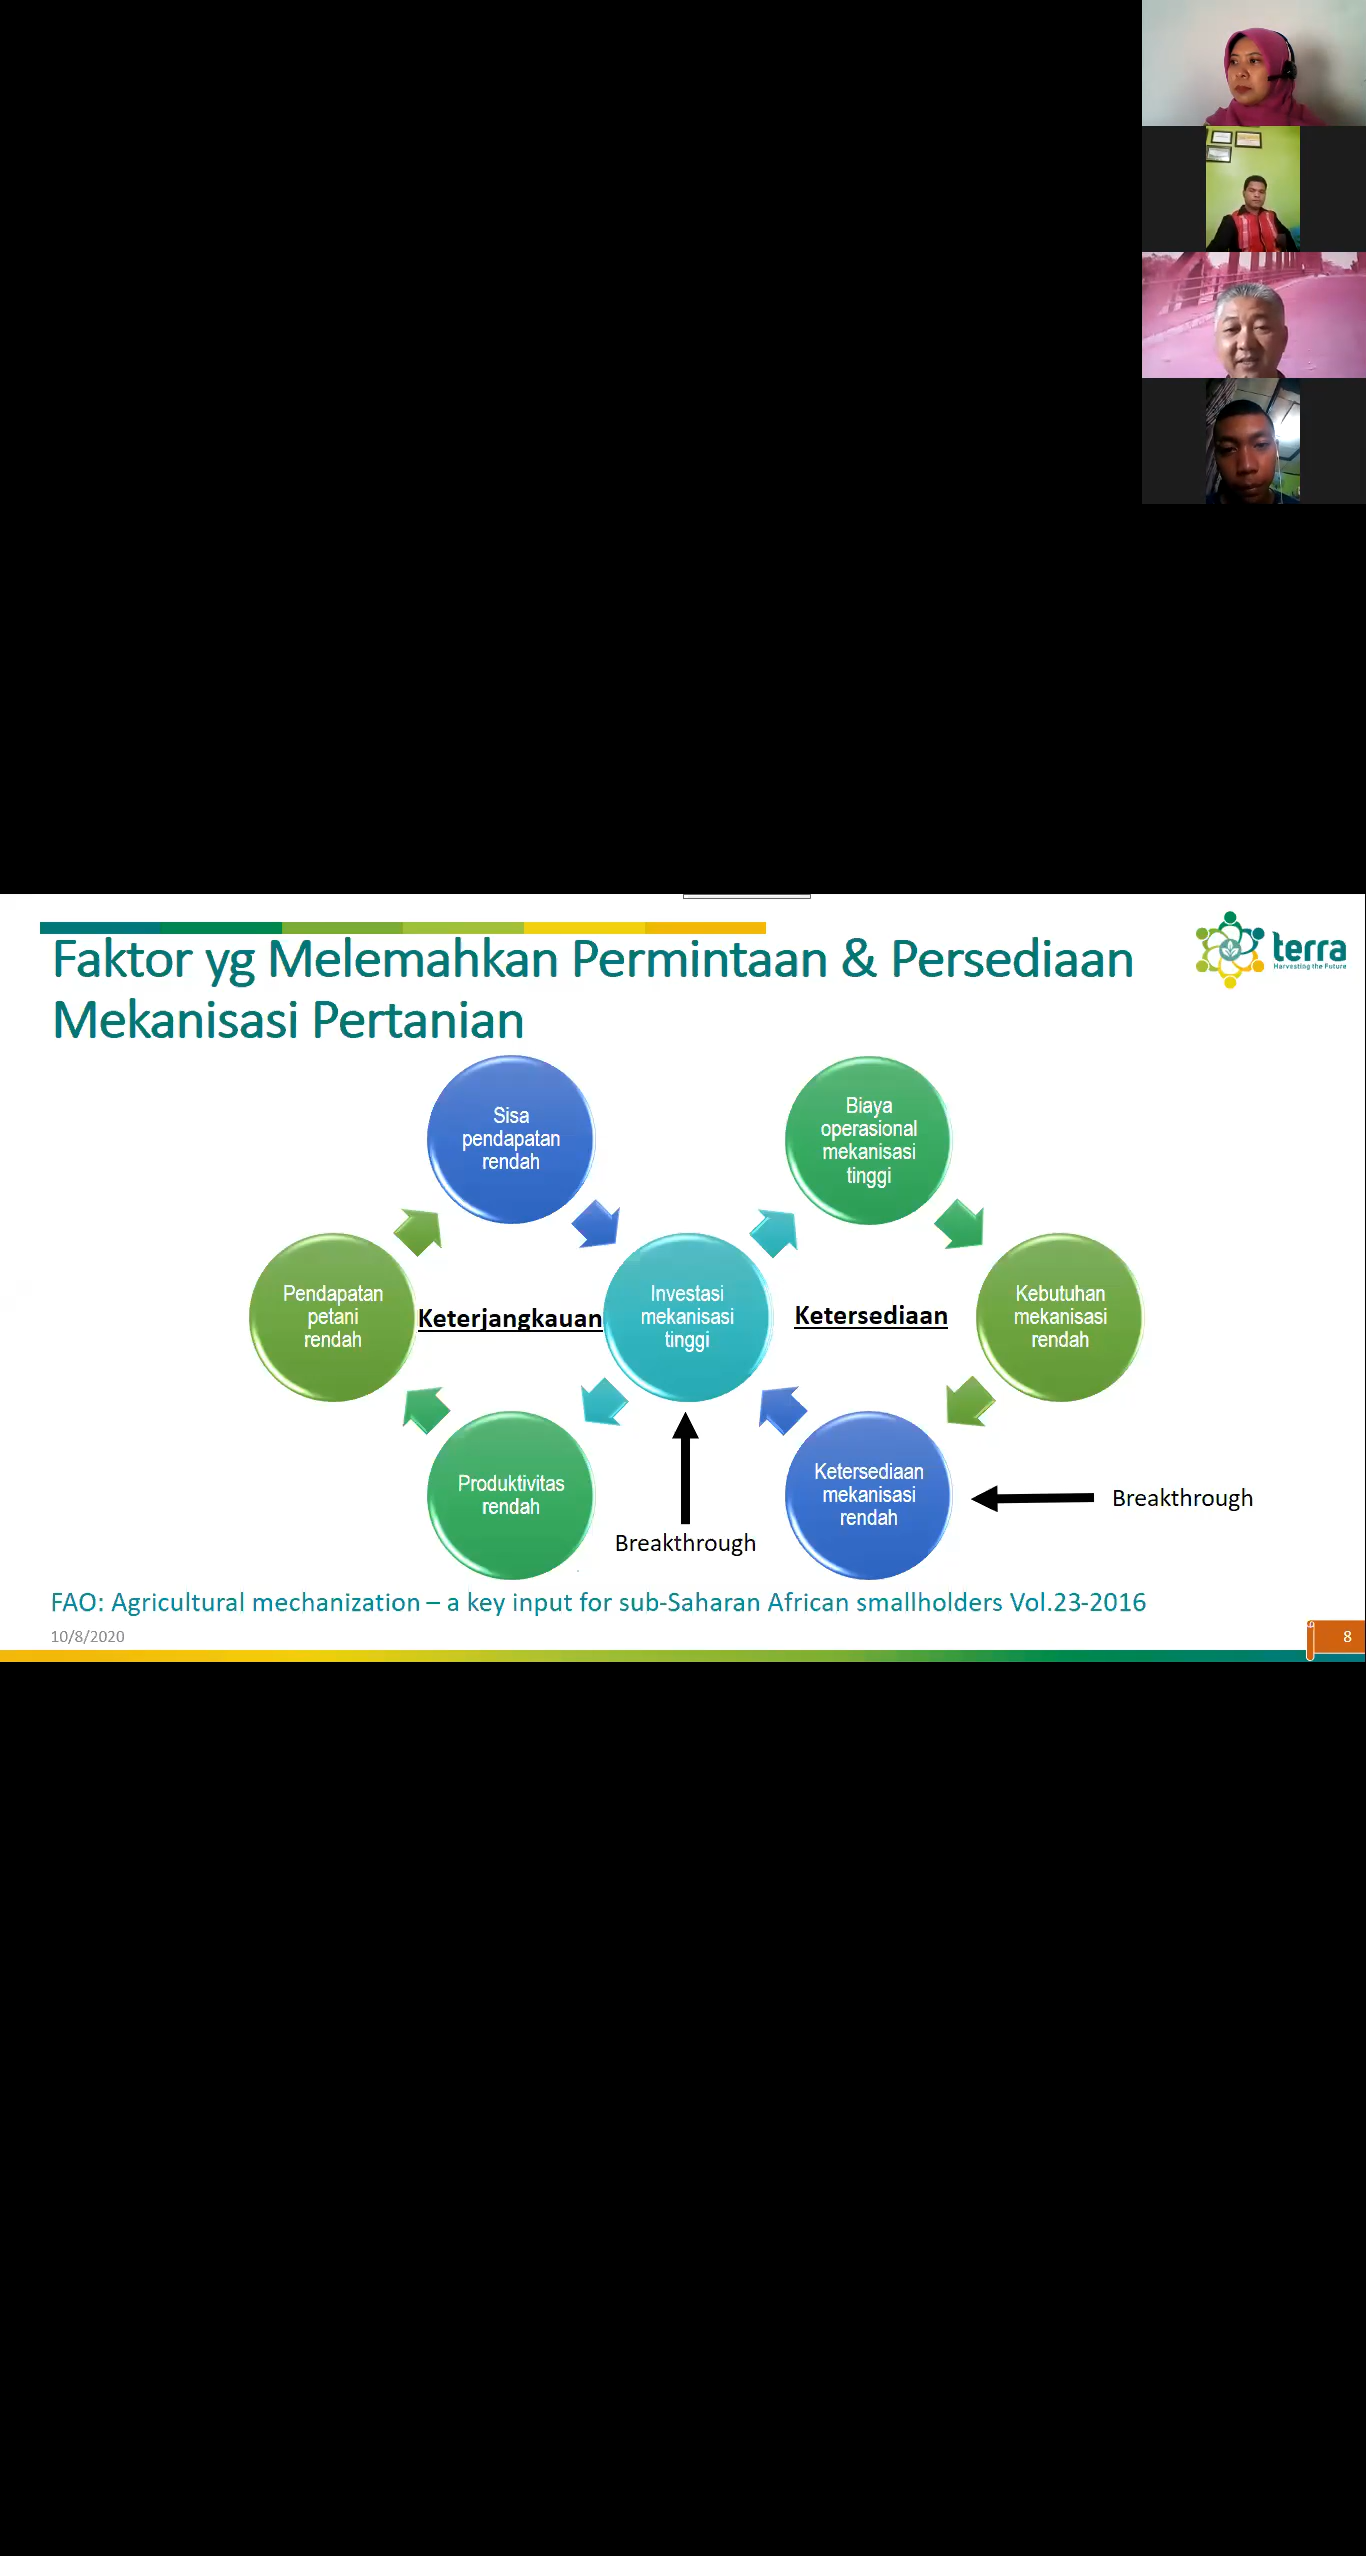 Faktor yg Melemahkan Permintaan & Persediaan
Mekanisasi Pertanian
terra
Harvesting the Future
Sisa
pendapatan
rendah
Biaya
operasional
mekanisasi
tinggi
Pendapatan
petani
rendah
Keterjangkauan
Investasi
mekanisasi
tinggi
Ketersediaan
Kebutuhan
mekanisasi
rendah
Produktivitas
rendah
Ketersediaan
mekanisasi
rendah
Breakthrough
Breakthrough
FAO: Agricultural mechanization – a key input for sub-Saharan African smallholders Vol.23-2016
10/8/2020
8